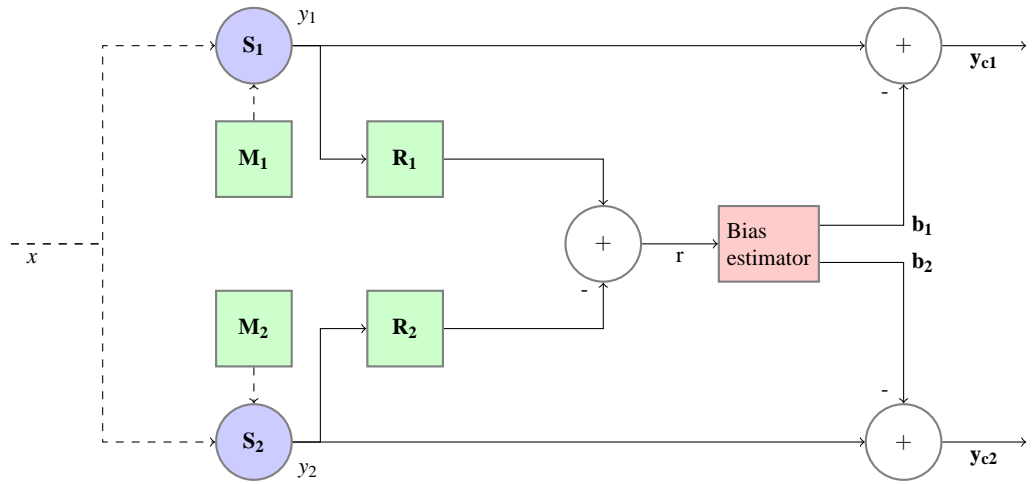 y1
S1
+
yc1
-
M1
R1
+
r
Bias
estimator
b1
b2
x
-
M2
R2
-
S2
+
y2
yc2